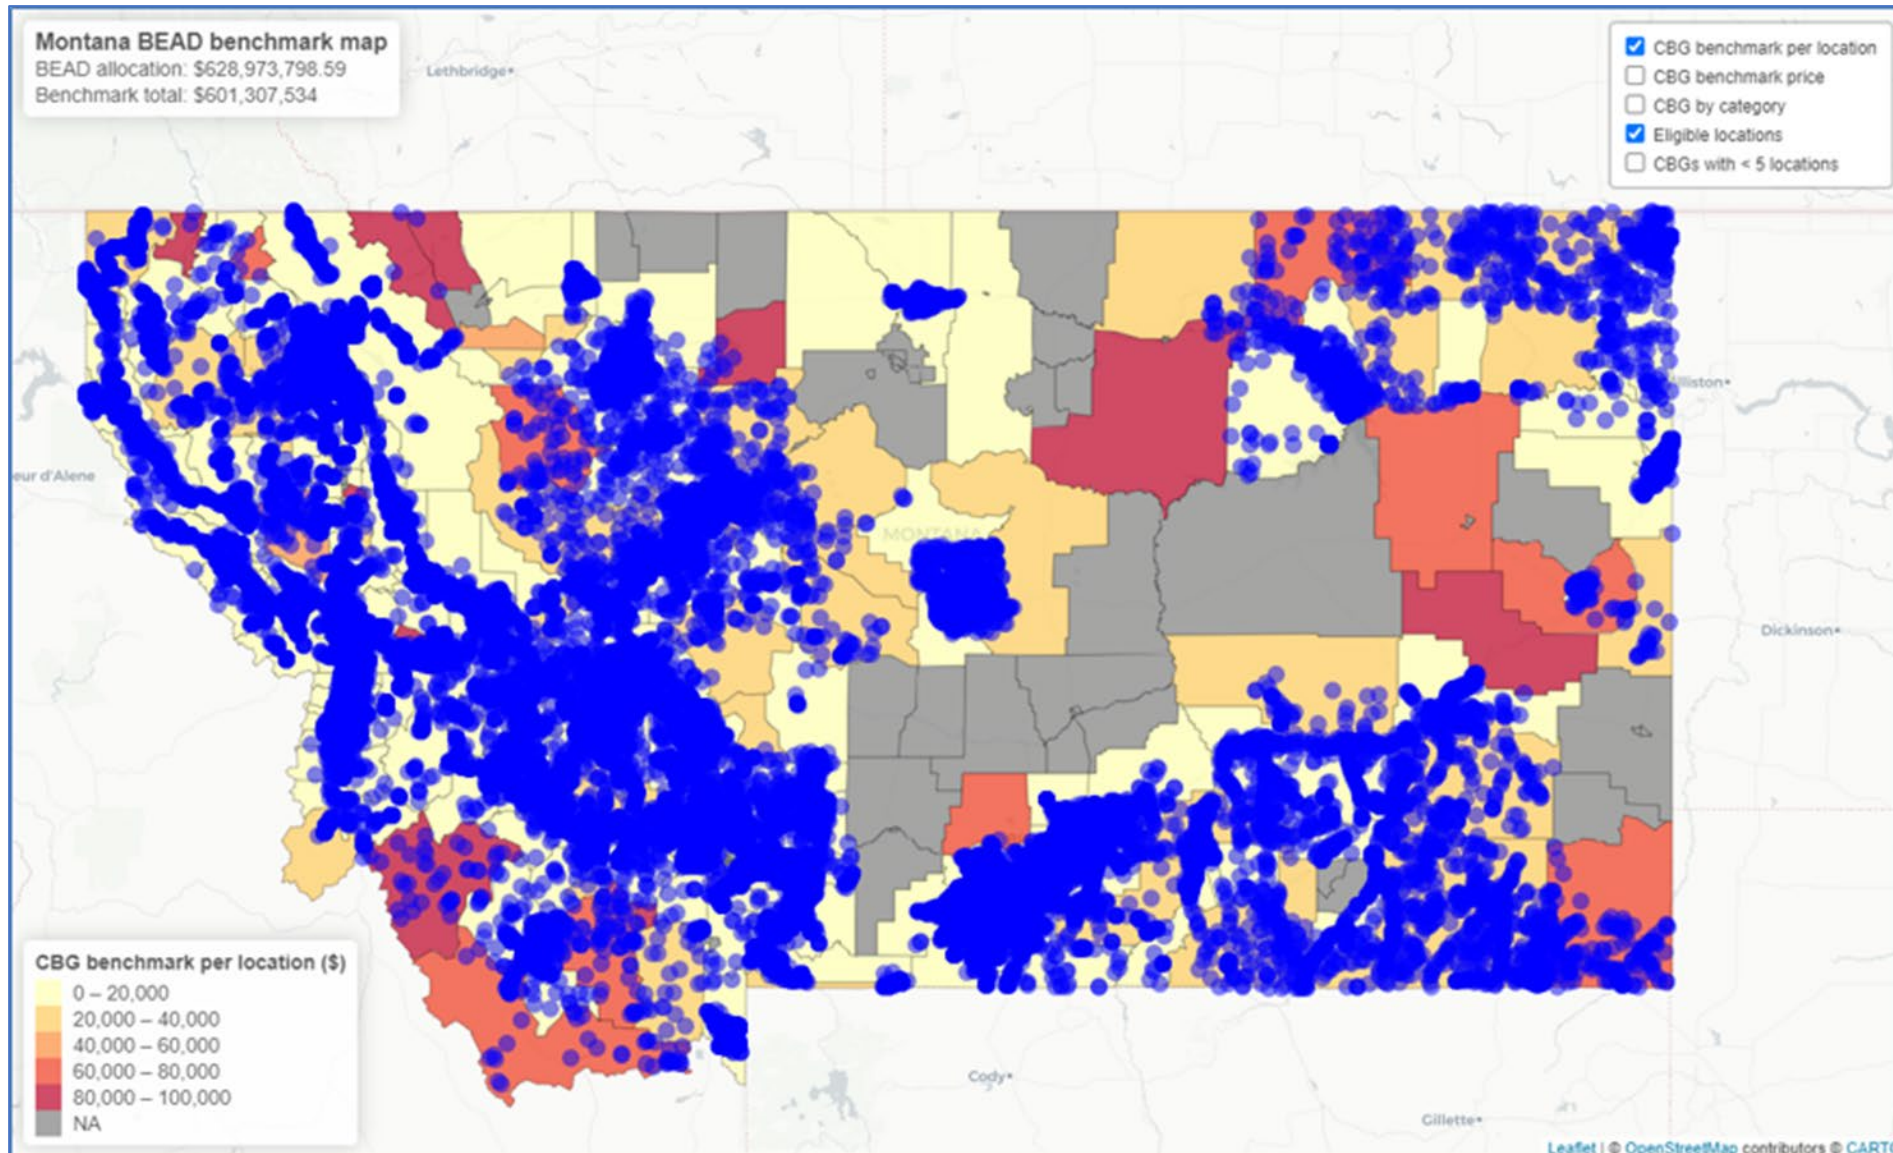 Montana BEAD benchmark map
BEAD allocation: $628,973,798.59
Benchmark total: $601,307,534
Lethbridge
CBG benchmark per location
CBG benchmark price
CBG by category
Eligible locations
CBGs with < 5 locations
lliston
eur d'Alene
MONTANA
Dickinson
CBG benchmark per location ($)
0 – 20,000
20,000 – 40,000
40,000 – 60,000
60,000 – 80,000
80,000 – 100,000
NA
Cody
Gillette
Leaflet | © OpenStreetMap contributors © CARTO